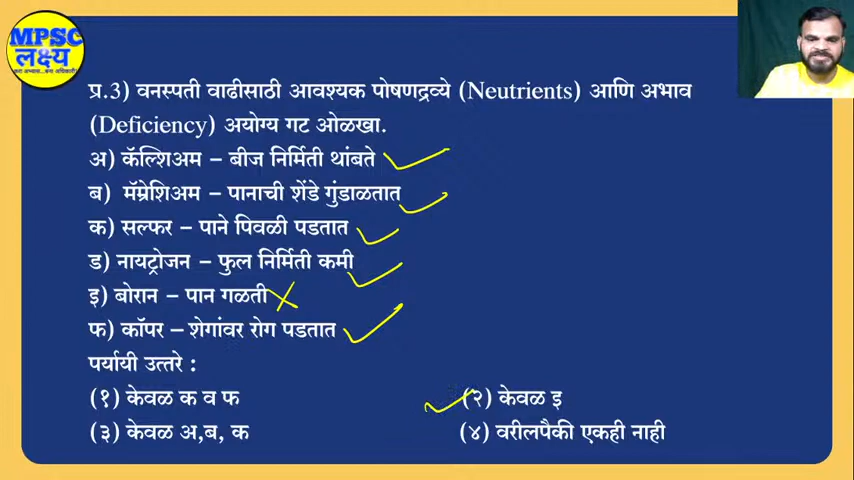 MPSC
लक्ष्य
प्र.3) वनस्पती वाढीसाठी आवश्यक पोषणद्रव्ये (Neutrients) आणि अभाव
(Deficiency) अयोग्य गट ओळखा.
अ) कॅल्शिअम – बीज निर्मिती थांबते
ब) मॅग्नेशिअम – पानाची शेंडे गुंडाळतात
क) सल्फर – पाने पिवळी पडतात
ड) नायट्रोजन – फुल निर्मिती कमी
इ) बोरान – पान गळती
फ) कॉपर – शेगांवर रोग पडतात
पर्यायी उत्तरे :
(१) केवळ क व फ
(२) केवळ इ
(३) केवळ अ,ब, क
(४) वरीलपैकी एकही नाही